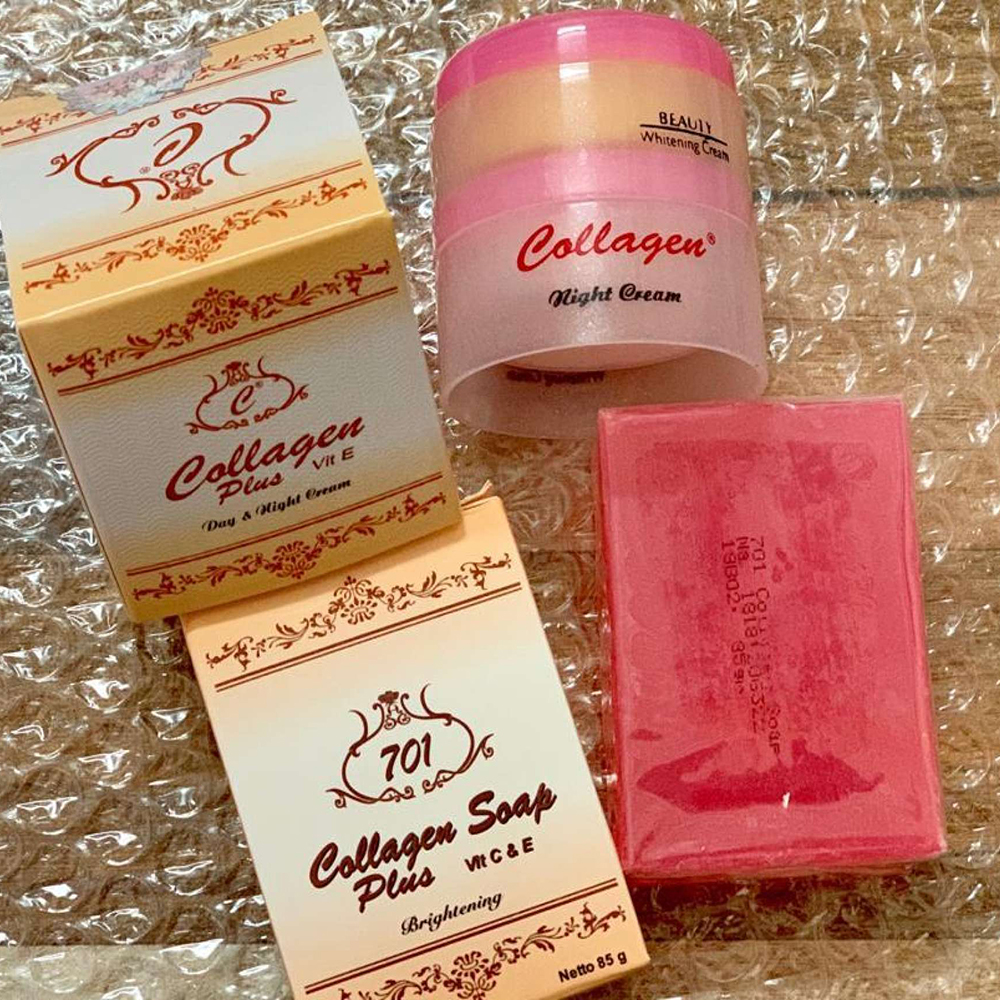 C
Collagen
Plus Vit E
Day & Night Cream
BEAUTY
Whitening Cream
Collagen®
Night Cream
701
Collagen Soap
Plus Vit C & E
Brightening
Netto 85 g
701 Soap
85g